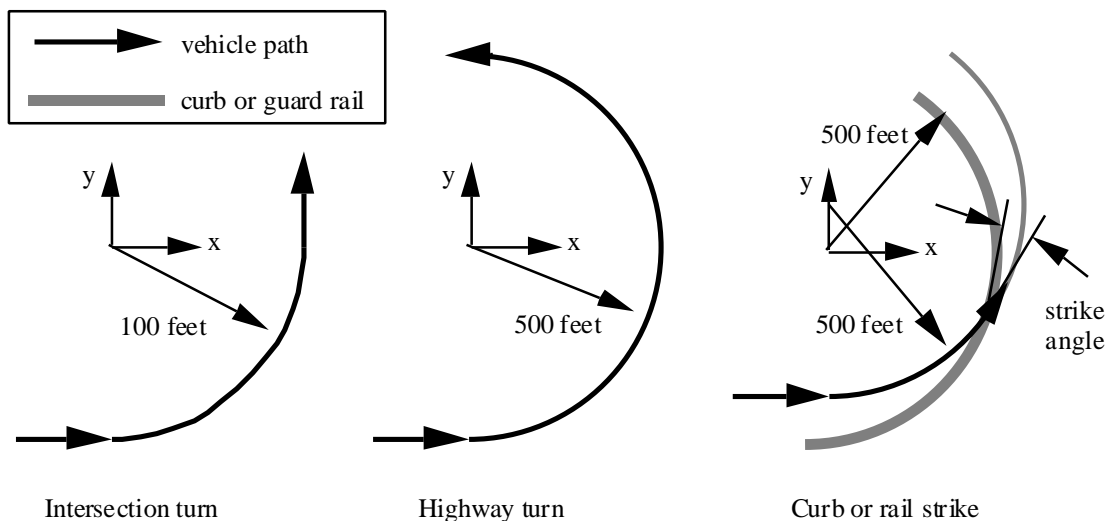 vehicle path
curb or guard rail
y
x
100 feet
Intersection turn
y
x
500 feet
Highway turn
500 feet
y
x
500 feet
strike
angle
Curb or rail strike